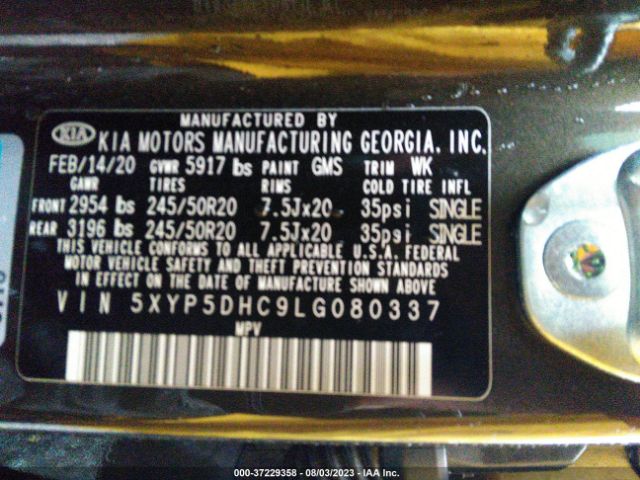 MANUFACTURED BY
KIA KIA MOTORS MANUFACTURING GEORGIA, INC.
FEB/14/20 GVWR 5917 lbs PAINT GMS TRIM WK
GAWR TIRES RIMS COLD TIRE INFL
FRONT 2954 lbs 245/50R20 7.5Jx20 35psi SINGLE
REAR 3196 lbs 245/50R20 7.5Jx20 35psi SINGLE
THIS VEHICLE CONFORMS TO ALL APPLICABLE U.S.A. FEDERAL
MOTOR VEHICLE SAFETY AND THEFT PREVENTION STANDARDS
IN EFFECT ON THE DATE OF MANUFACTURE SHOWN ABOVE.
VIN 5XYP5DHC9LG080337
MPV
000-37229358 - 08/03/2023 - IAA Inc.